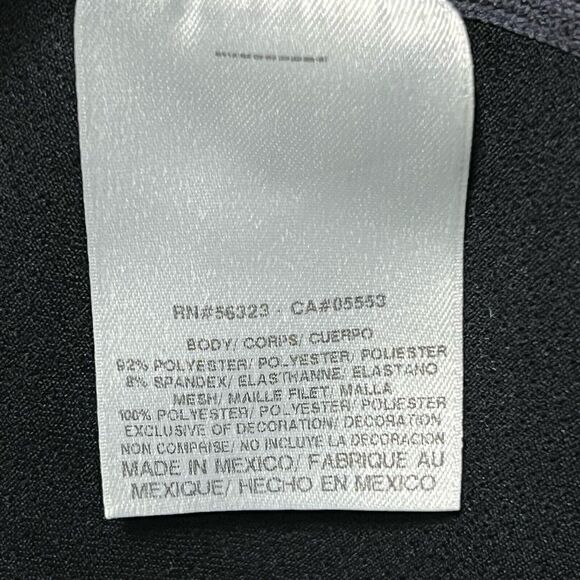 RN#56323 - CA#05553
BODY/ CORPS/ CUERPO
92% POLYESTER/ POLYESTER/ POLIESTER
8% SPANDEX/ ELASTHANNE/ ELASTANO
MESH/ MAILLE FILET/ MALLA
100% POLYESTER/ POLYESTER/ POLIESTER
EXCLUSIVE OF DECORATION/ DECORATION
NON COMPRISE/ NO INCLUYE LA DECORACION
MADE IN MEXICO/ FABRIQUE AU
MEXIQUE/ HECHO EN MEXICO